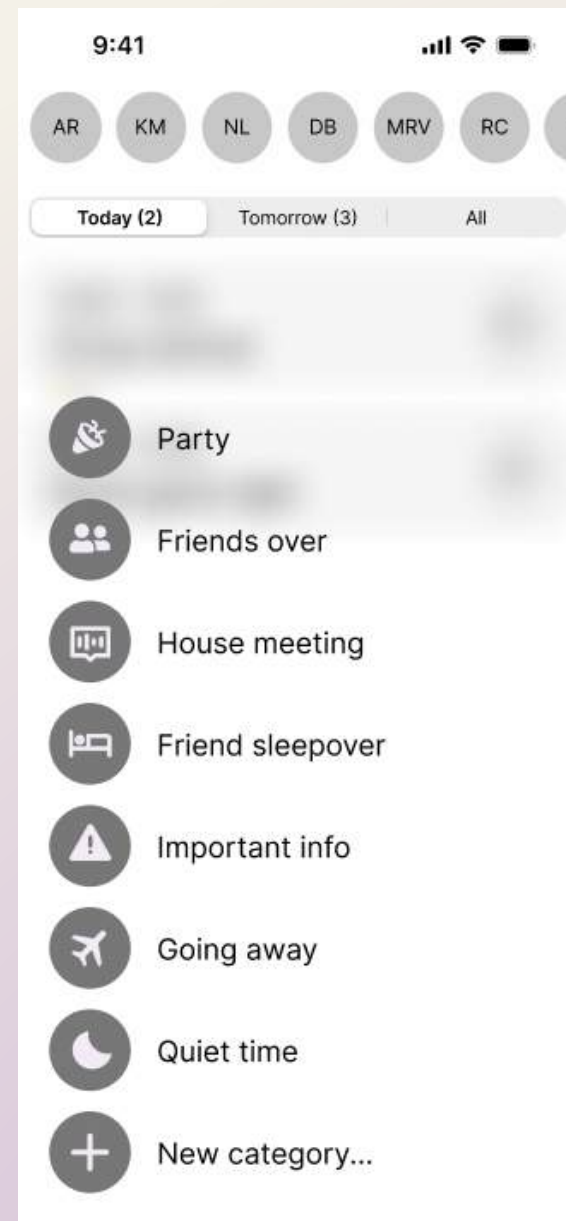 9:41
AR KM NL DB MRV RC
Today (2) Tomorrow (3) All
Party
Friends over
House meeting
Friend sleepover
Important info
Going away
Quiet time
New category...